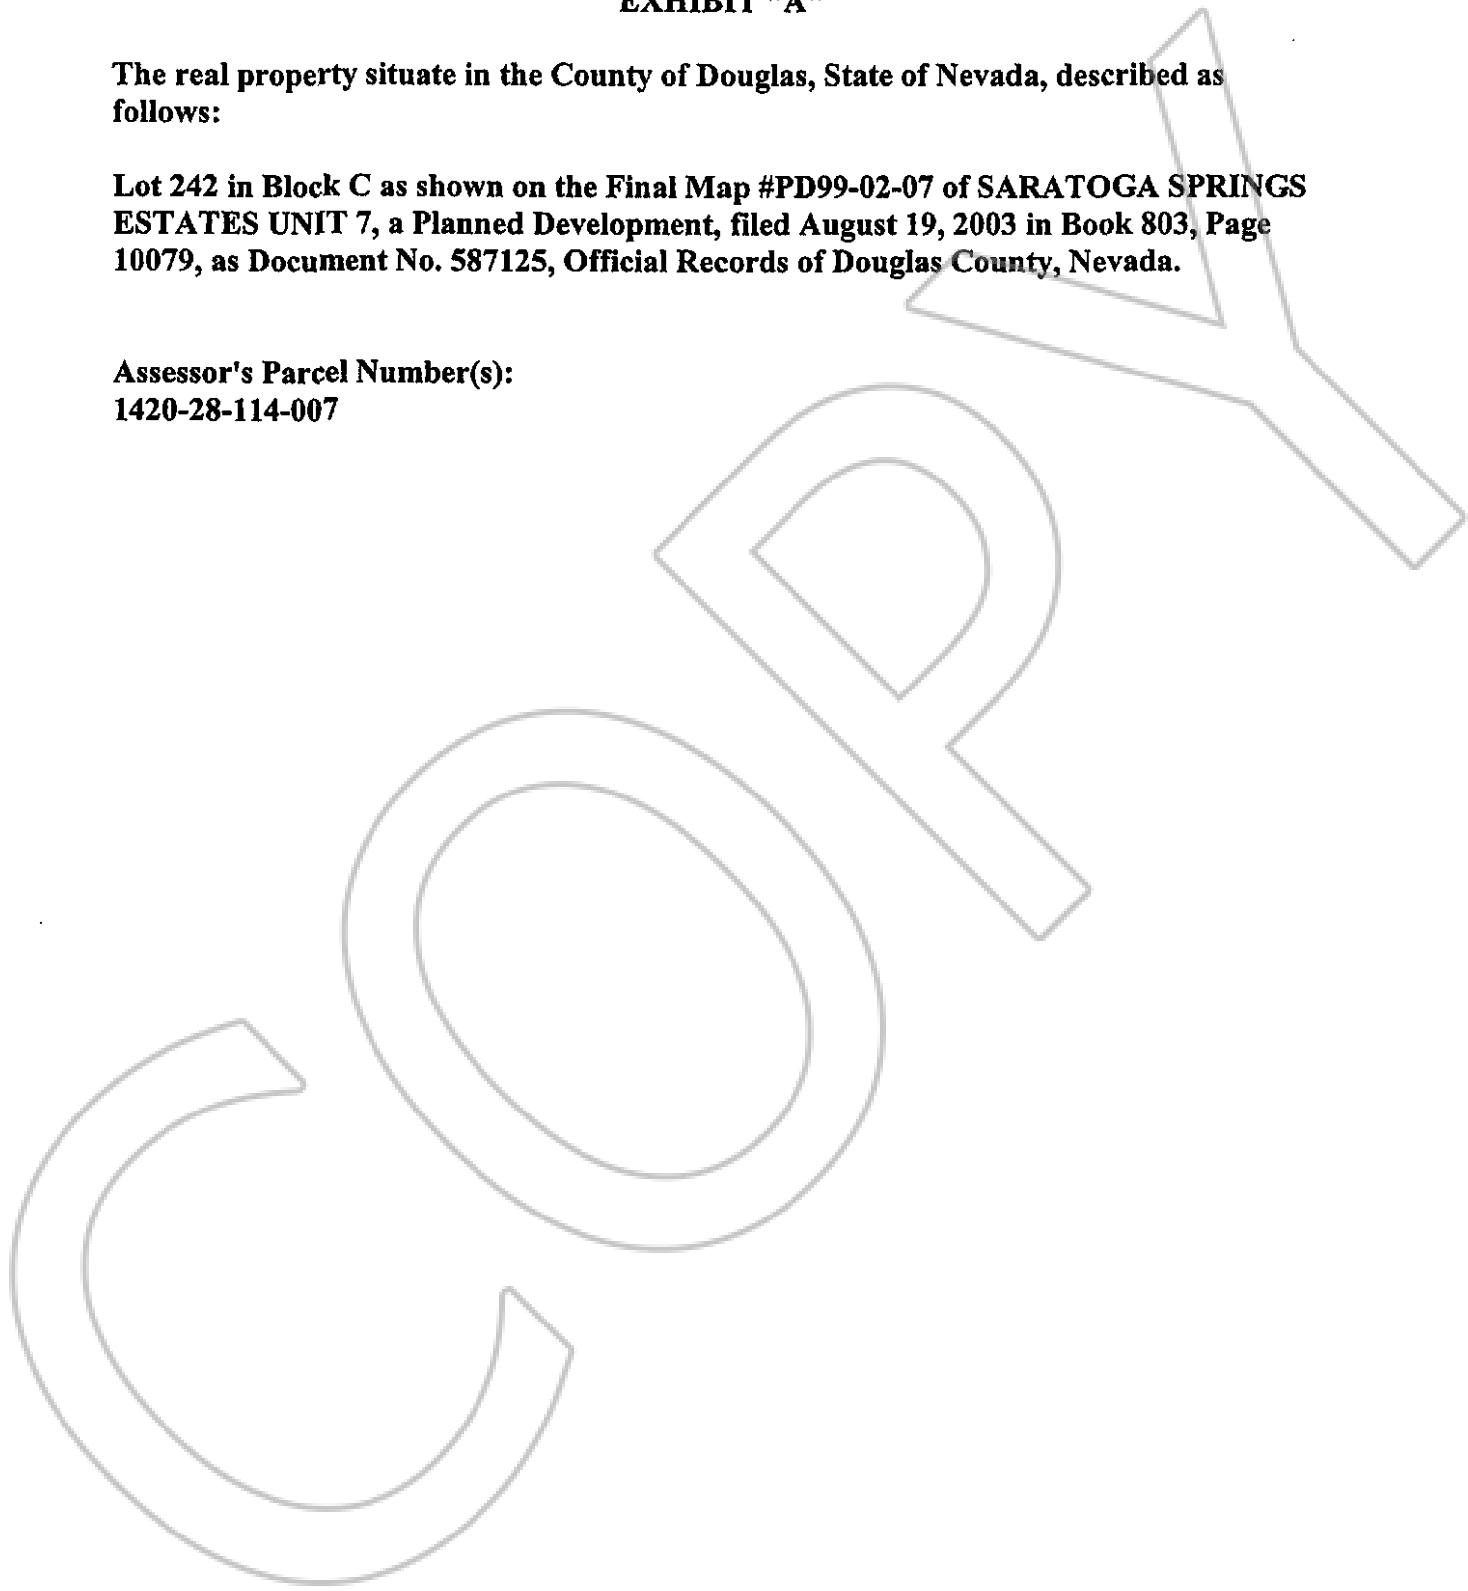 EXHIBIT "A"
The real property situate in the County of Douglas, State of Nevada, described as
follows:
Lot 242 in Block C as shown on the Final Map #PD99-02-07 of SARATOGA SPRINGS
ESTATES UNIT 7, a Planned Development, filed August 19, 2003 in Book 803, Page
10079, as Document No. 587125, Official Records of Douglas County, Nevada.
Assessor's Parcel Number(s):
1420-28-114-007
COPY